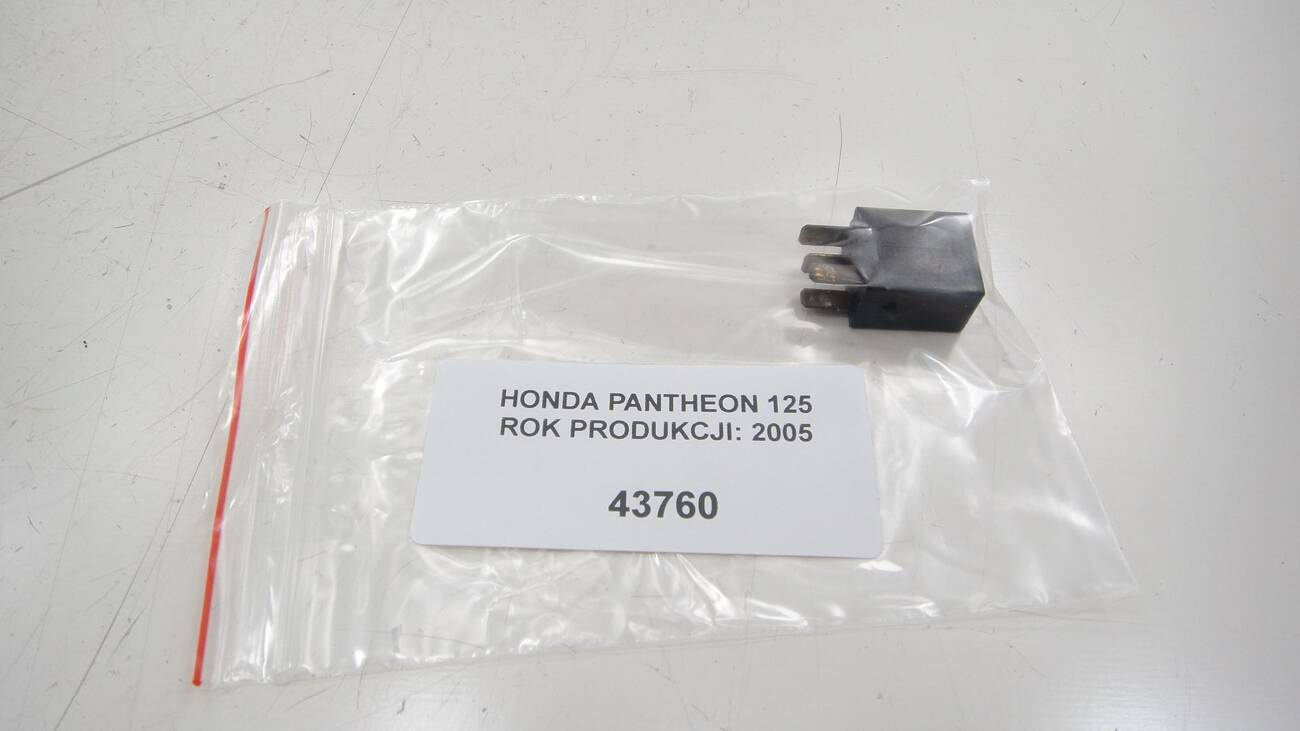 HONDA PANTHEON 125
ROK PRODUKCJI: 2005
43760